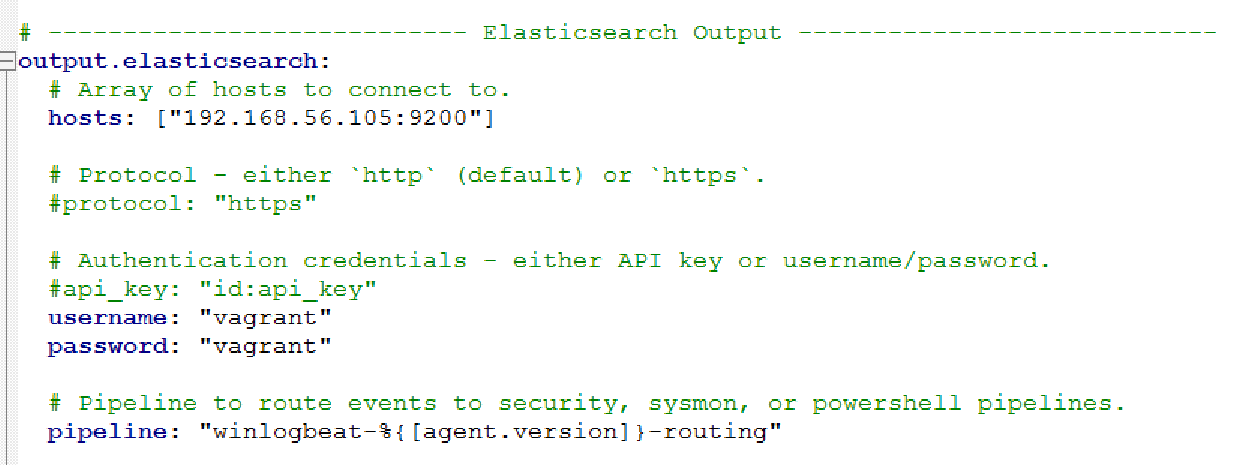 # ---------------------------- Elasticsearch Output ----------------------------
output.elasticsearch:
# Array of hosts to connect to.
hosts: ["192.168.56.105:9200"]
# Protocol - either `http` (default) or `https`.
#protocol: "https"
# Authentication credentials - either API key or username/password.
#api_key: "id:api_key"
username: "vagrant"
password: "vagrant"
# Pipeline to route events to security, sysmon, or powershell pipelines.
pipeline: "winlogbeat-%{[agent.version]}-routing"